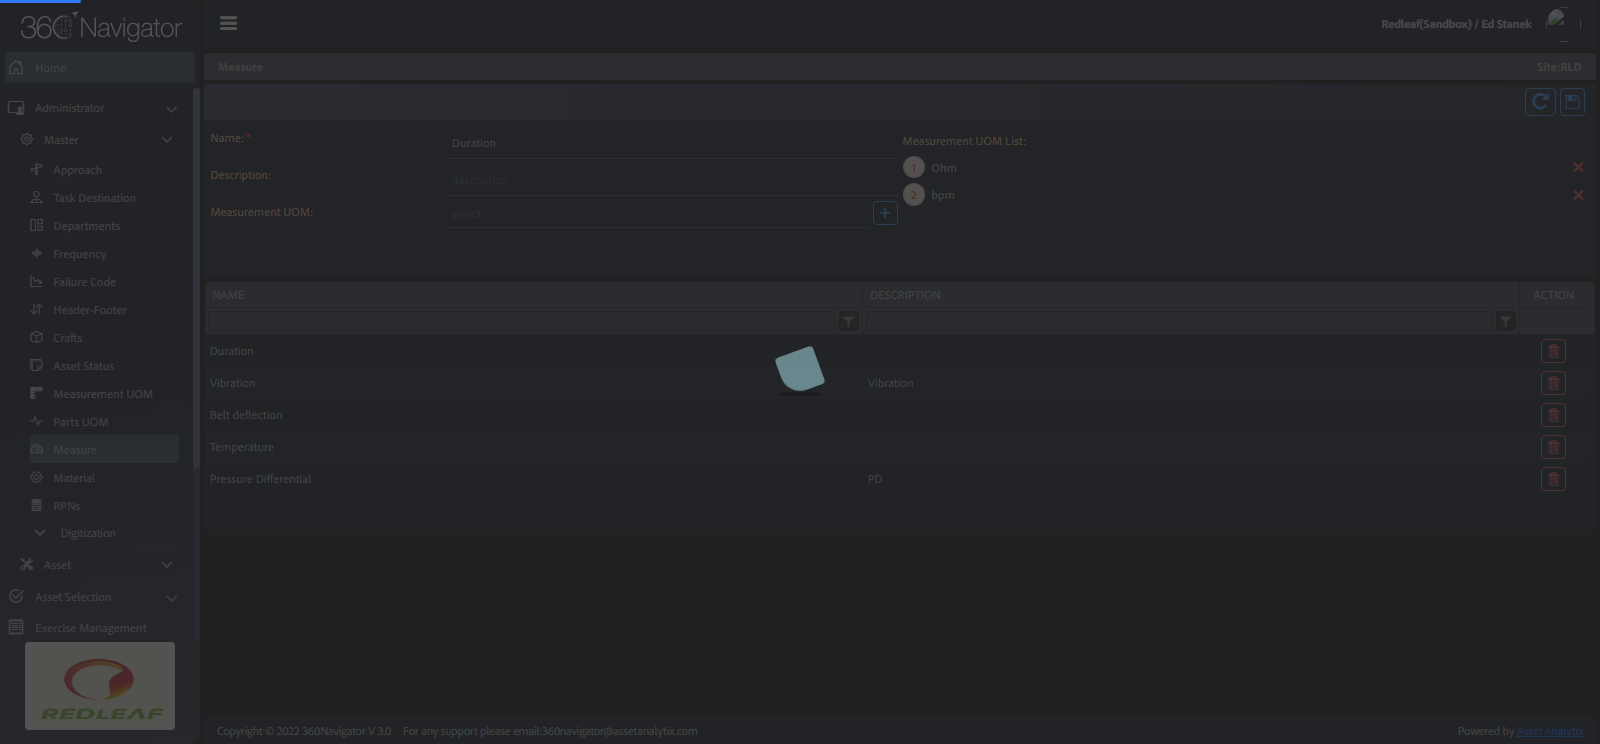 360 Navigator
Redleaf(Sandbox) / Ed Stanek
Home
Measure
Site:RLD
Administrator
Master
Approach
Task Destination
Departments
Frequency
Failure Code
Header-Footer
Crafts
Asset Status
Measurement UOM
Parts UOM
Measure
Material
RPNs
Digitization
Asset
Asset Selection
Exercise Management
REDLEAF
Name: *
Duration
Description:
description
Measurement UOM:
select
Measurement UOM List:
1 Ohm
2 bpm
NAME DESCRIPTION ACTION
Duration
Vibration Vibration
Belt deflection
Temperature
Pressure Differential PD
Copyright © 2022 360Navigator V 3.0 For any support please email:360navigator@assetanalytix.com
Powered by Asset Analytix